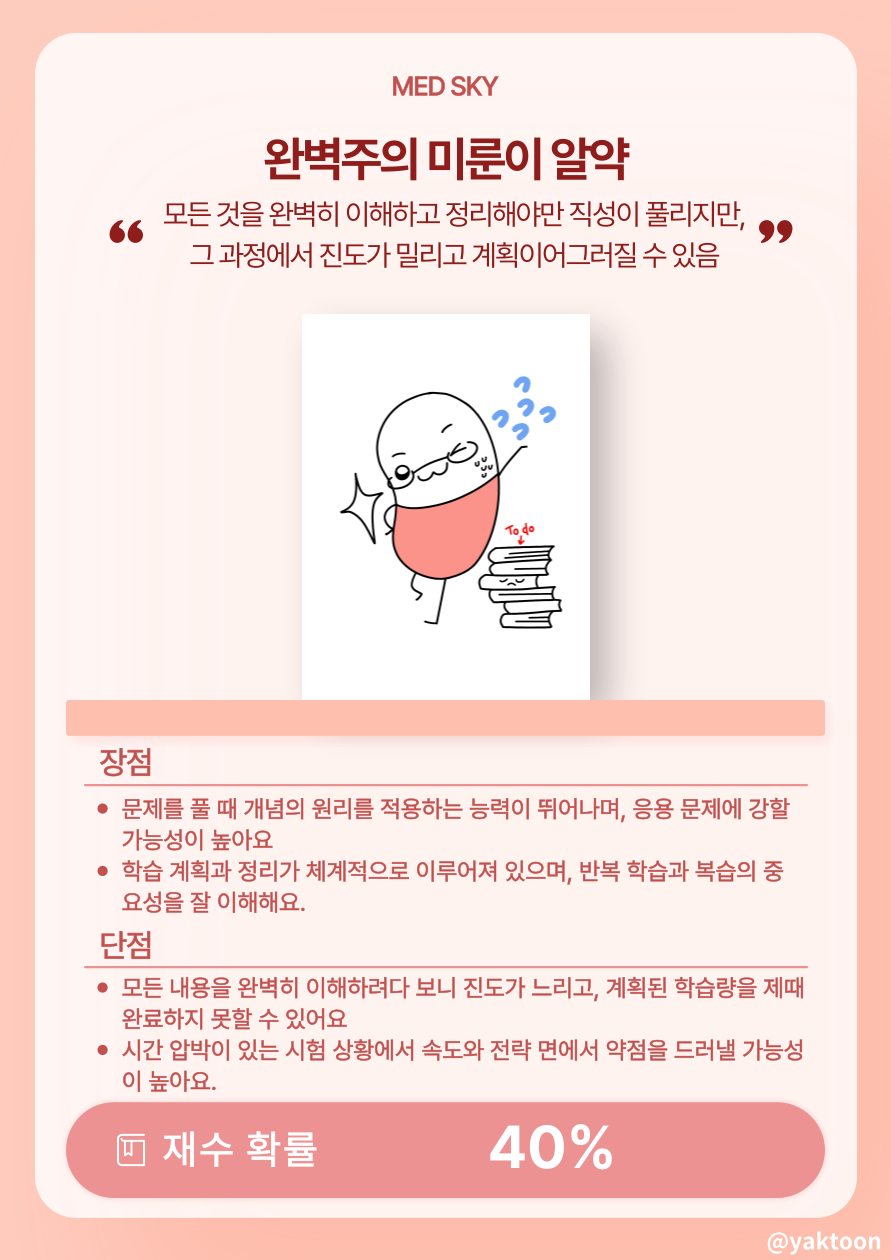 MED SKY
완벽주의 미룬이 알약
“ 모든 것을 완벽히 이해하고 정리해야만 직성이 풀리지만, ”
그 과정에서 진도가 밀리고 계획이어그러질 수 있음
To do
장점
● 문제를 풀 때 개념의 원리를 적용하는 능력이 뛰어나며, 응용 문제에 강할
가능성이 높아요
● 학습 계획과 정리가 체계적으로 이루어져 있으며, 반복 학습과 복습의 중
요성을 잘 이해해요.
단점
● 모든 내용을 완벽히 이해하려다 보니 진도가 느리고, 계획된 학습량을 제때
완료하지 못할 수 있어요
● 시간 압박이 있는 시험 상황에서 속도와 전략 면에서 약점을 드러낼 가능성
이 높아요.
재수 확률 40%
@yaktoon